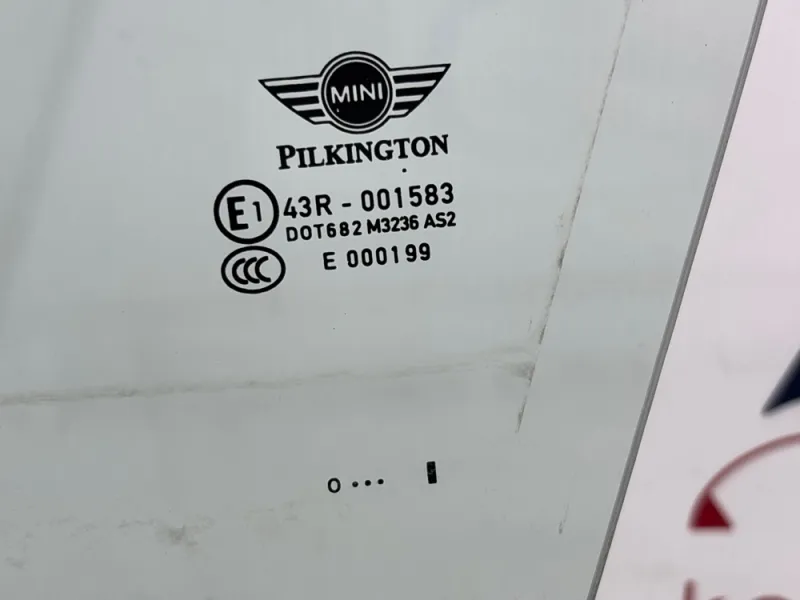 MINI
PILKINGTON
E1 43R - 001583
DOT682 M3236 AS2
CCC E 000199
o ••• ▮